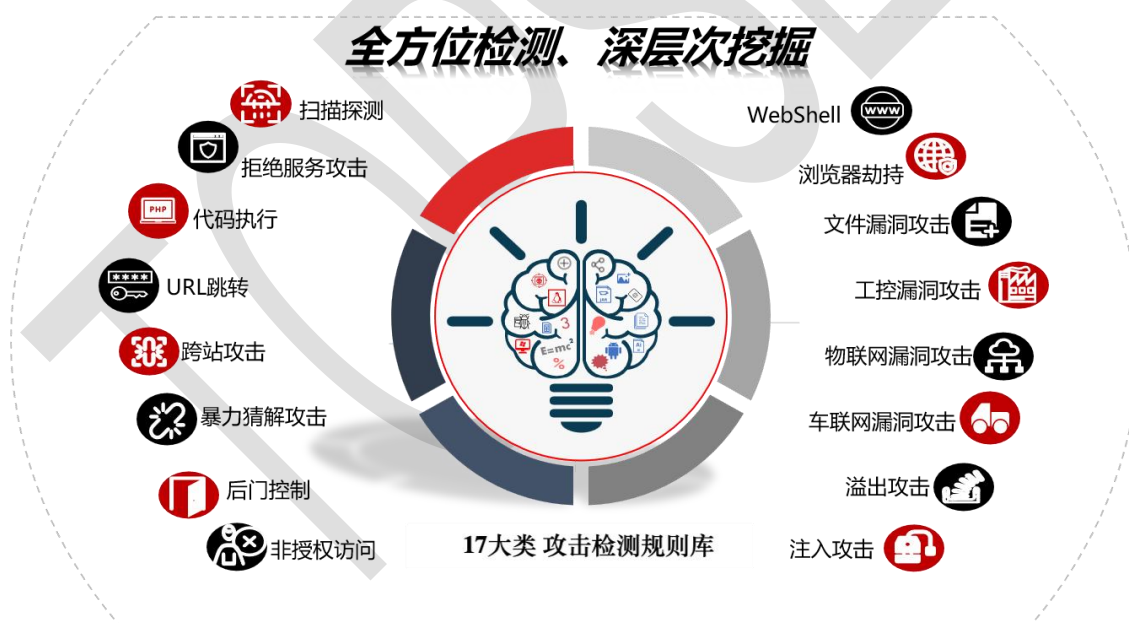 全方位检测、深层次挖掘
扫描探测
拒绝服务攻击
PHP
代码执行
****
URL跳转
跨站攻击
暴力猜解攻击
后门控制
非授权访问
WebShell
www
浏览器劫持
文件漏洞攻击
工控漏洞攻击
物联网漏洞攻击
车联网漏洞攻击
溢出攻击
注入攻击
3
E=mc²
%
Ai
17大类 攻击检测规则库